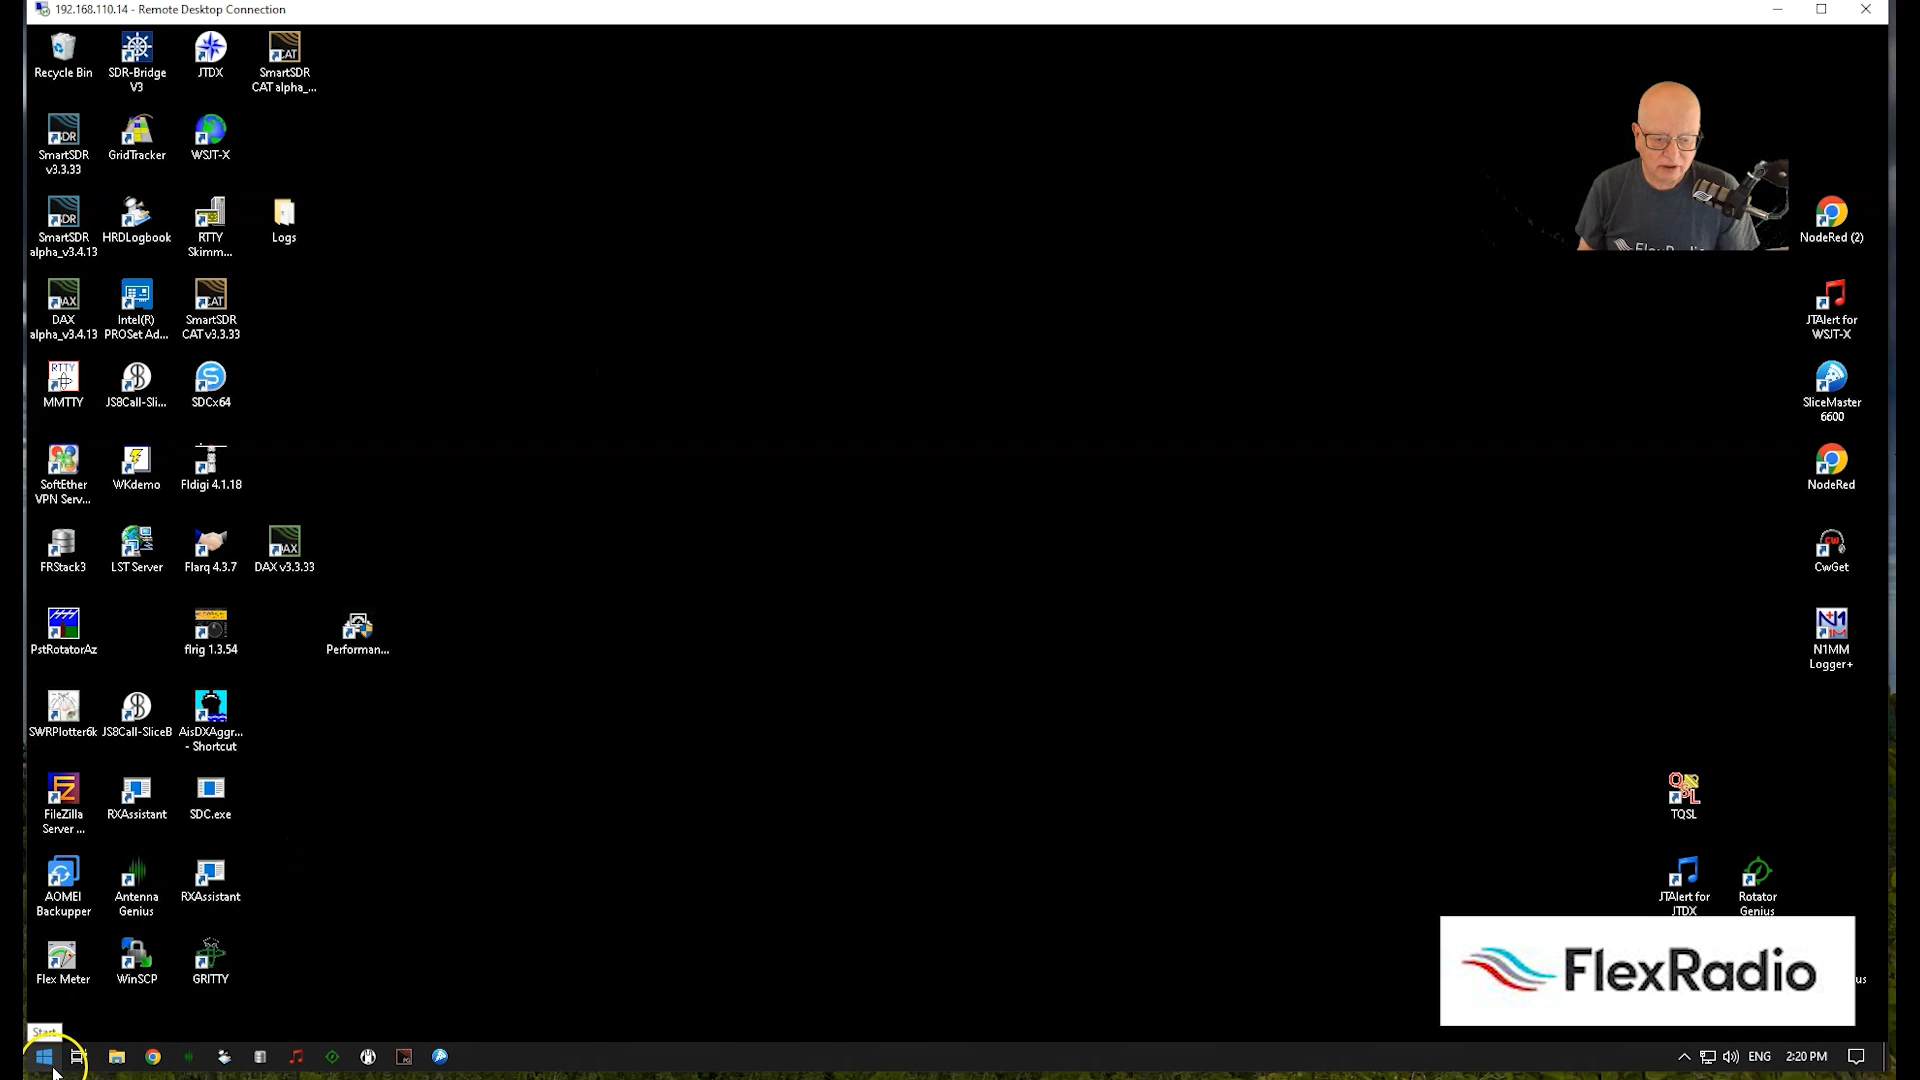 192.168.110.14 - Remote Desktop Connection
Recycle Bin
SDR-Bridge
V3
JTDX
SmartSDR
CAT alpha_...
SmartSDR
v3.3.33
GridTracker
WSJT-X
SmartSDR
alpha_v3.4.13
HRDLogbook
RTTY
Skimm...
Logs
NodeRed (2)
DAX
alpha_v3.4.13
Intel(R)
PROSet Ad...
SmartSDR
CAT v3.3.33
JTAlert for
WSJT-X
MMTTY
JS8Call-Sli...
SDCx64
SliceMaster
6600
SoftEther
VPN Serv...
WKdemo
Fldigi 4.1.18
NodeRed
FRStack3
LST Server
Flarq 4.3.7
DAX v3.3.33
CwGet
PstRotatorAz
flrig 1.3.54
Performan...
N1MM
Logger+
SWRPlotter6k
JS8Call-SliceB
AisDXAggr...
- Shortcut
FileZilla
Server ...
RXAssistant
SDC.exe
TQSL
AOMEI
Backupper
Antenna
Genius
RXAssistant
JTAlert for
JTDX
Rotator
Genius
Flex Meter
WinSCP
GRITTY
FlexRadio
us
Start
ENG
2:20 PM